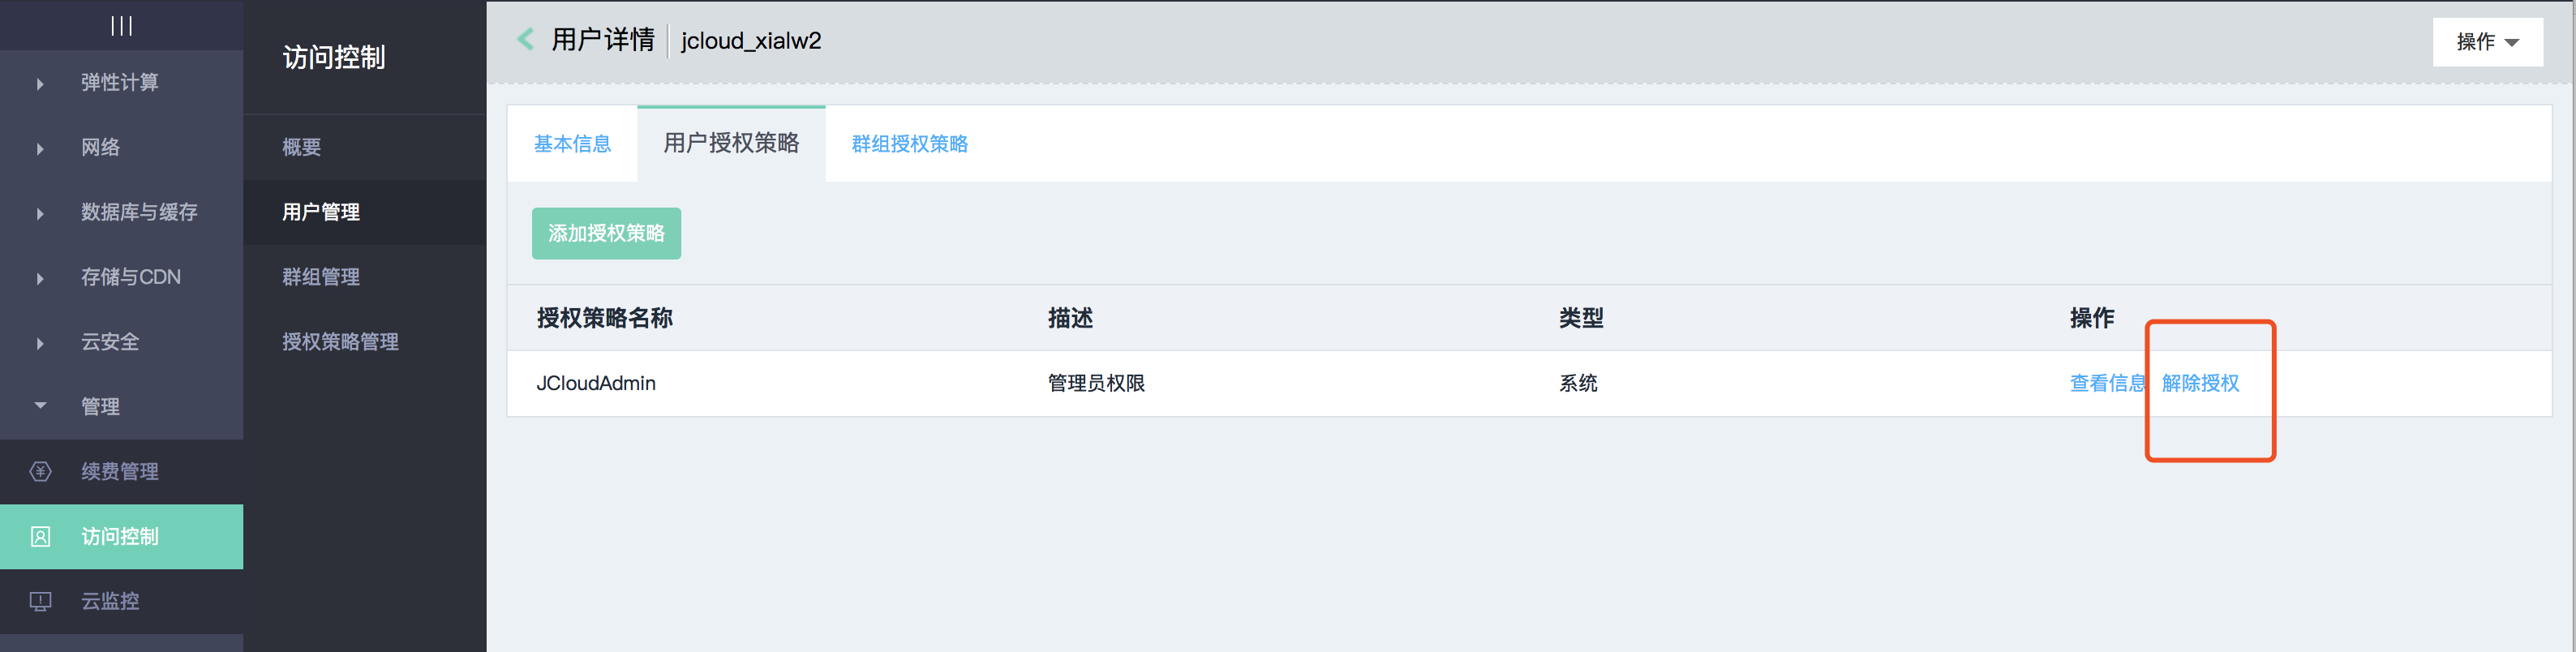 弹性计算
网络
数据库与缓存
存储与CDN
云安全
管理
续费管理
访问控制
云监控
访问控制
概要
用户管理
群组管理
授权策略管理
用户详情 jcloud_xialw2
操作
基本信息 用户授权策略 群组授权策略
添加授权策略
授权策略名称 描述 类型 操作
JCloudAdmin 管理员权限 系统 查看信息 解除授权